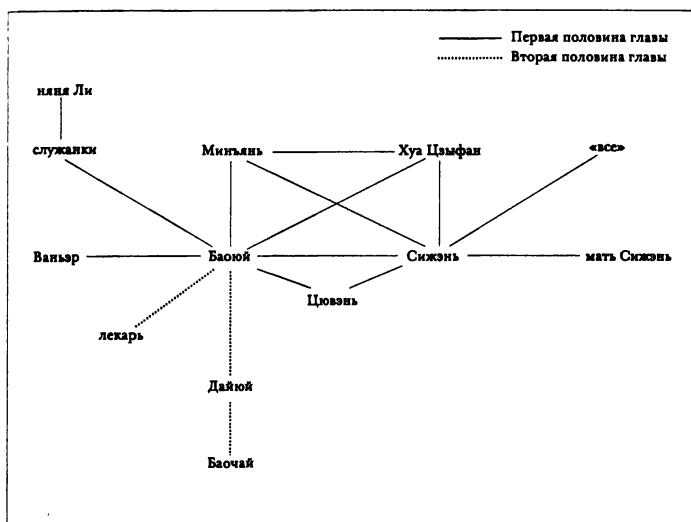 Первая половина главы
Вторая половина главы
няня Ли
служанки
Минъянь
Хуа Цзыфан
«все»
Ваньэр
Баоюй
Сижэнь
мать Сижэнь
Цювэнь
лекарь
Дайюй
Баочай